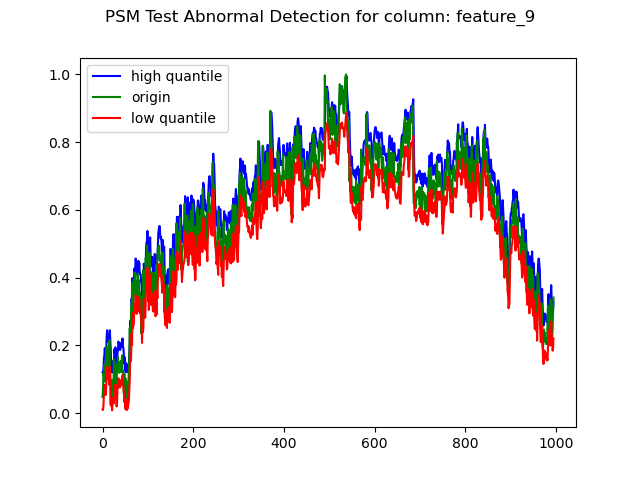 PSM Test Abnormal Detection for column: feature_9
high quantile
origin
low quantile
1.0
0.8
0.6
0.4
0.2
0.0
0 200 400 600 800 1000